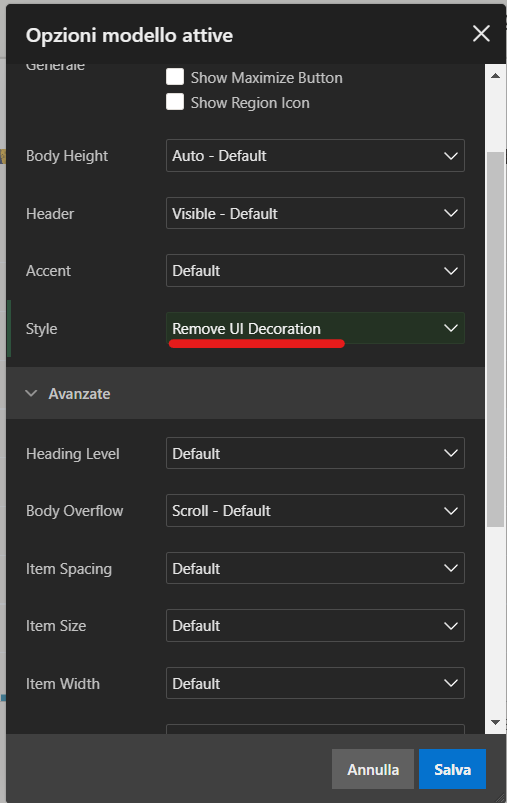 Opzioni modello attive
Generale
Show Maximize Button
Show Region Icon
Body Height Auto - Default
Header Visible - Default
Accent Default
Style Remove UI Decoration
Avanzate
Heading Level Default
Body Overflow Scroll - Default
Item Spacing Default
Item Size Default
Item Width Default
Annulla Salva